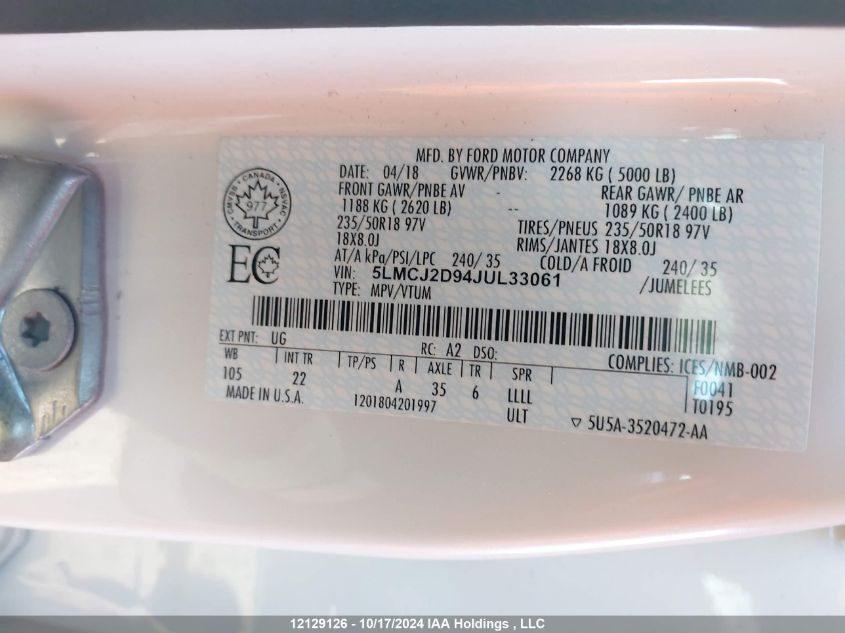 MFD. BY FORD MOTOR COMPANY
DATE: 04/18 GVWR/PNBV: 2268 KG ( 5000 LB)
FRONT GAWR/PNBE AV - REAR GAWR/ PNBE AR
1188 KG ( 2620 LB) -- 1089 KG ( 2400 LB)
235/50R18 97V TIRES/PNEUS 235/50R18 97V
18X8.0J RIMS/JANTES 18X8.0J
AT/A kPa/PSI/LPC 240/ 35 COLD/A FROID 240/ 35
VIN: 5LMCJ2D94JUL33061 /JUMELEES
TYPE: MPV/VTUM
CMVSS • CANADA • NSVAC
977
TRANSPORT
EC
EXT PNT: UG RC: A2 DSO: COMPLIES: ICES/NMB-002
WB INT TR TP/PS R AXLE TR SPR F0041
105 22 A 35 6 LLLL T0195
MADE IN U.S.A. 1201804201997 ULT ▽ 5U5A-3520472-AA
12129126 - 10/17/2024 IAA Holdings , LLC